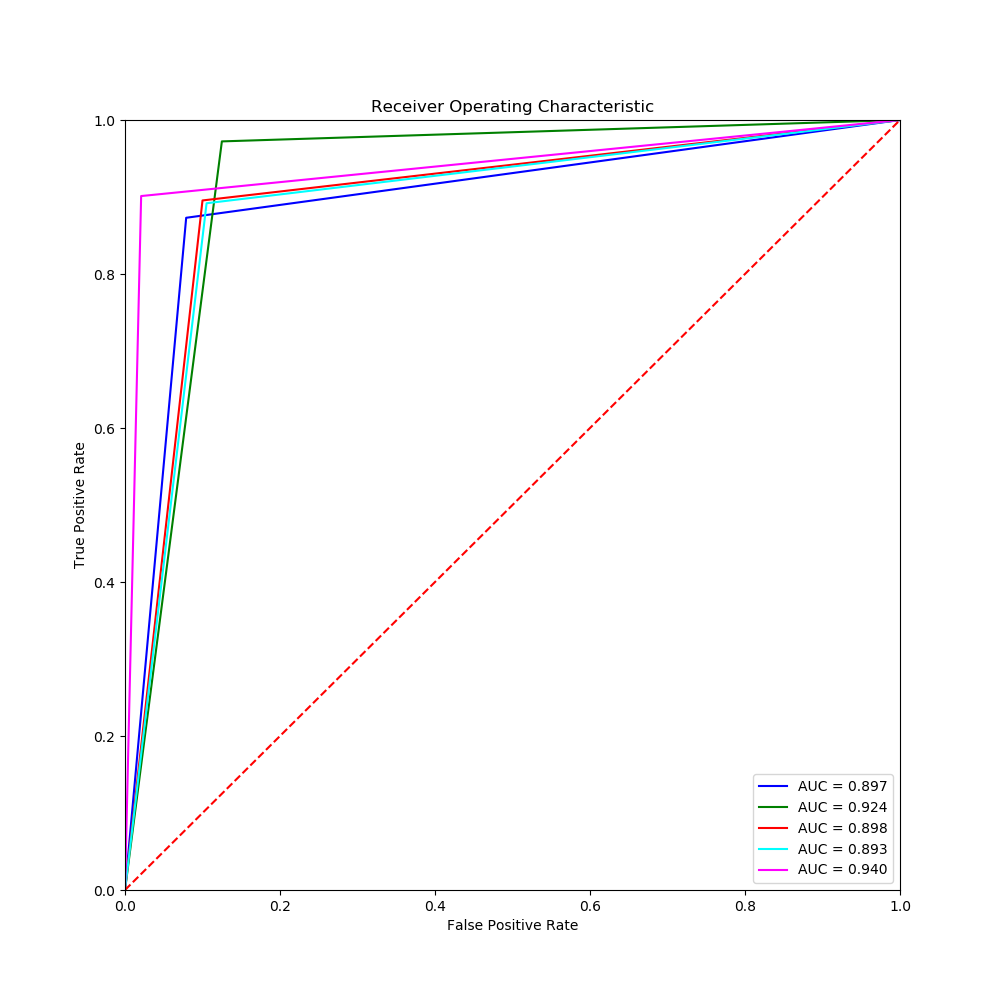 Receiver Operating Characteristic
1.0
0.8
0.6
0.4
0.2
0.0
True Positive Rate
0.0 0.2 0.4 0.6 0.8 1.0
False Positive Rate
AUC = 0.897
AUC = 0.924
AUC = 0.898
AUC = 0.893
AUC = 0.940